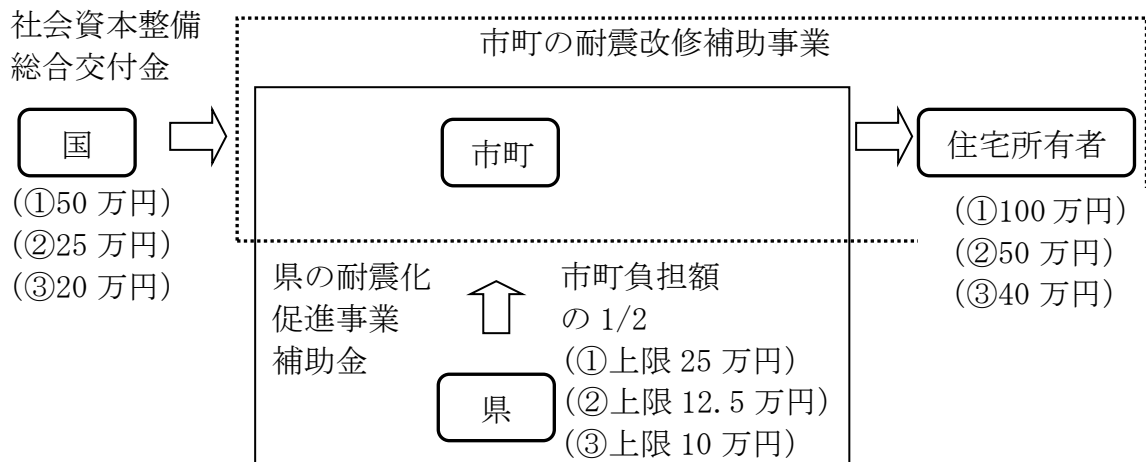 社会資本整備
総合交付金
市町の耐震改修補助事業
国
市町
住宅所有者
(①50 万円)
(②25 万円)
(③20 万円)
(①100 万円)
(②50 万円)
(③40 万円)
県の耐震化
促進事業
補助金
市町負担額
の 1/2
(①上限 25 万円)
(②上限 12.5 万円)
(③上限 10 万円)
県